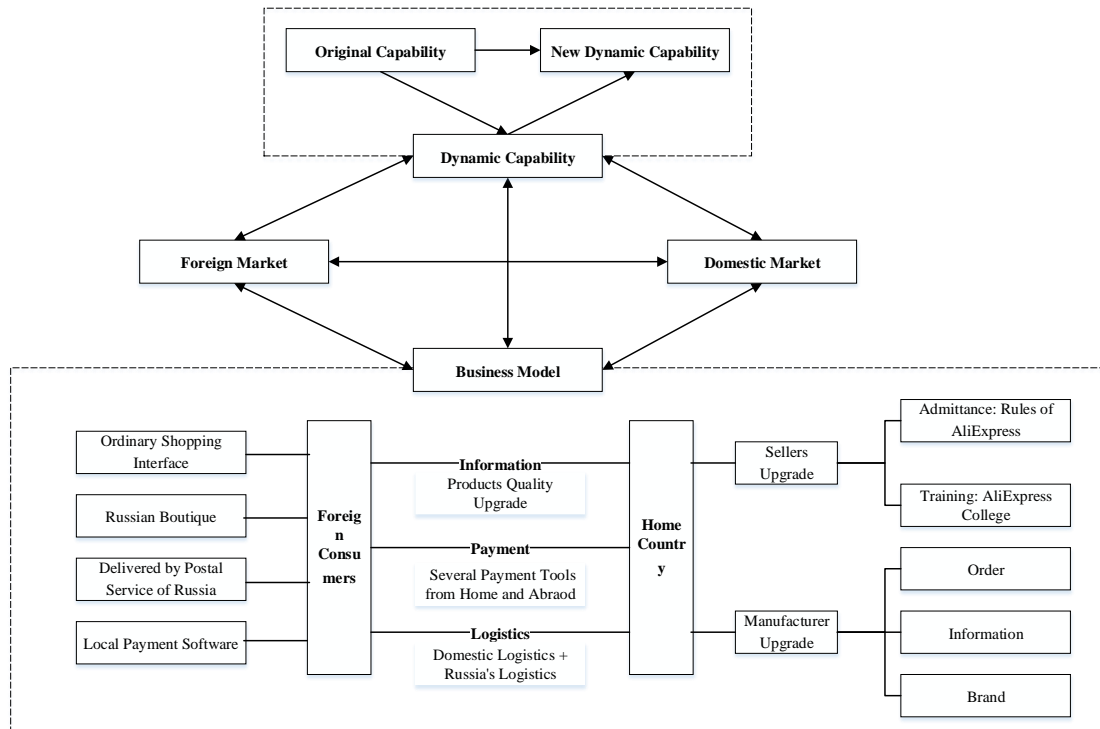 Original Capability
New Dynamic Capability
Dynamic Capability
Foreign Market
Domestic Market
Business Model
Ordinary Shopping
Interface
Russian Boutique
Delivered by Postal
Service of Russia
Local Payment Software
Foreig
n
Consu
mers
Information
Products Quality
Upgrade
Payment
Several Payment Tools
from Home and Abraod
Logistics
Domestic Logistics +
Russia's Logistics
Home
Countr
y
Sellers
Upgrade
Manufacturer
Upgrade
Admittance: Rules of
AliExpress
Training: AliExpress
College
Order
Information
Brand